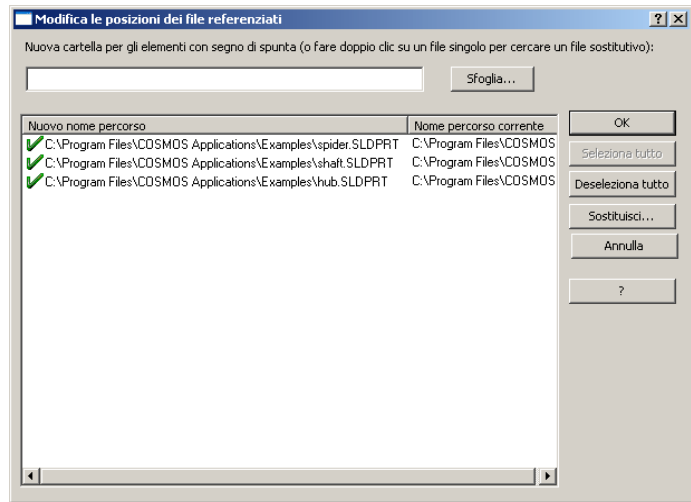 Modifica le posizioni dei file referenziati
Nuova cartella per gli elementi con segno di spunta (o fare doppio clic su un file singolo per cercare un file sostitutivo):
Sfoglia...
Nuovo nome percorso Nome percorso corrente
C:\Program Files\COSMOS Applications\Examples\spider.SLDPRT C:\Program Files\COSMOS
C:\Program Files\COSMOS Applications\Examples\shaft.SLDPRT C:\Program Files\COSMOS
C:\Program Files\COSMOS Applications\Examples\hub.SLDPRT C:\Program Files\COSMOS
OK
Seleziona tutto
Deseleziona tutto
Sostituisci...
Annulla
?